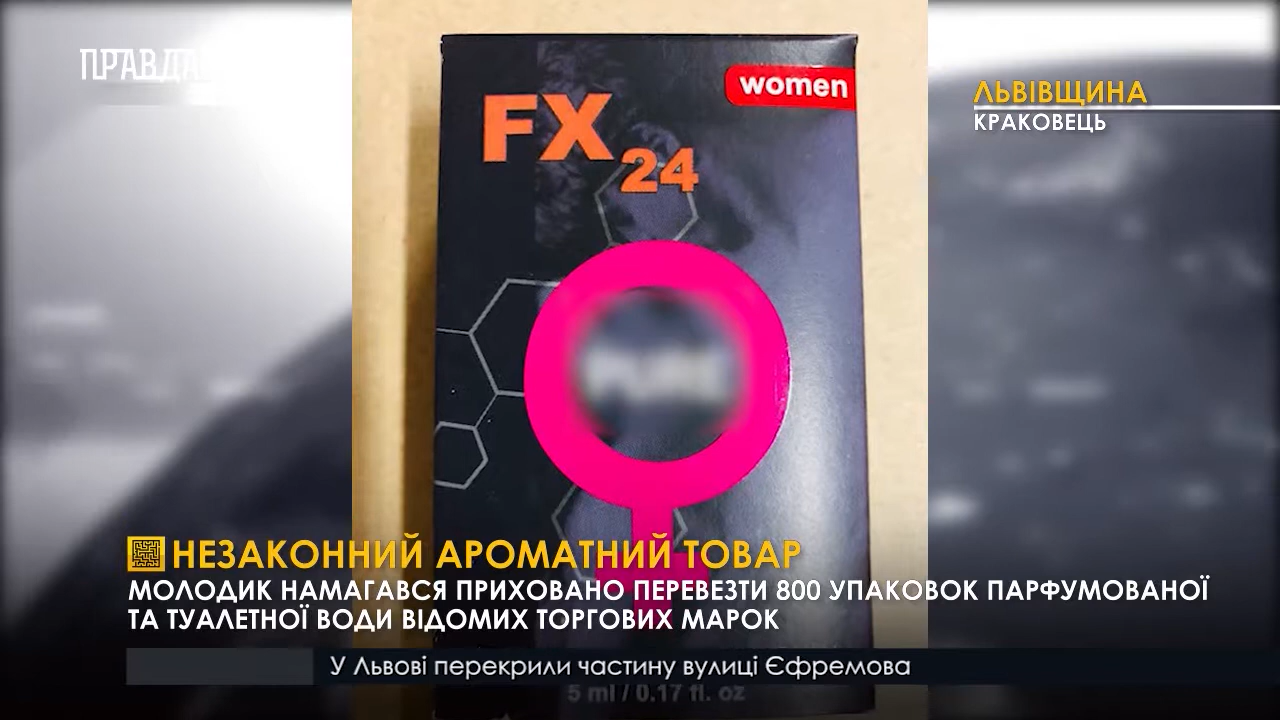 ПРАВДА
ЛЬВІВЩИНА
КРАКОВЕЦЬ
women
FX
24
НЕЗАКОННИЙ АРОМАТНИЙ ТОВАР
МОЛОДИК НАМАГАВСЯ ПРИХОВАНО ПЕРЕВЕЗТИ 800 УПАКОВОК ПАРФУМОВАНОЇ
ТА ТУАЛЕТНОЇ ВОДИ ВІДОМИХ ТОРГОВИХ МАРОК
У Львові перекрили частину вулиці Єфремова
5 ml / 0.17 fl. oz